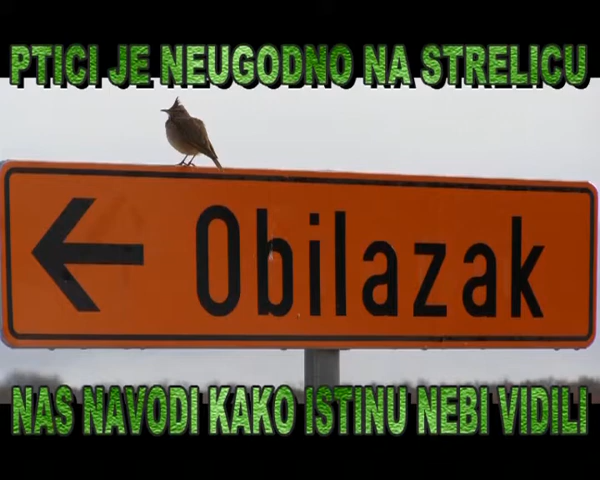 PTICI JE NEUGODNO NA STRELICU
Obilazak
NAS NAVODI KAKO ISTINU NEBI VIDILI